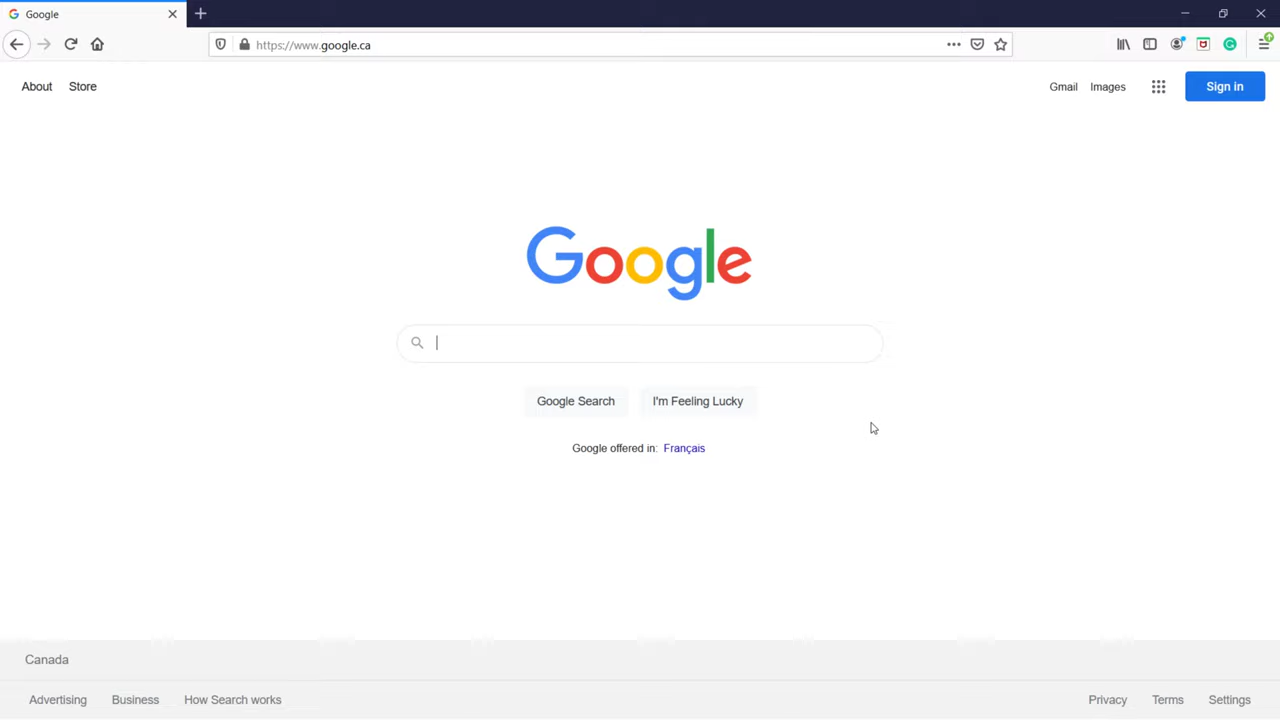 Google
https://www.google.ca
About Store
Gmail Images Sign in
Google
Google Search I'm Feeling Lucky
Google offered in: Français
Canada
Advertising Business How Search works
Privacy Terms Settings